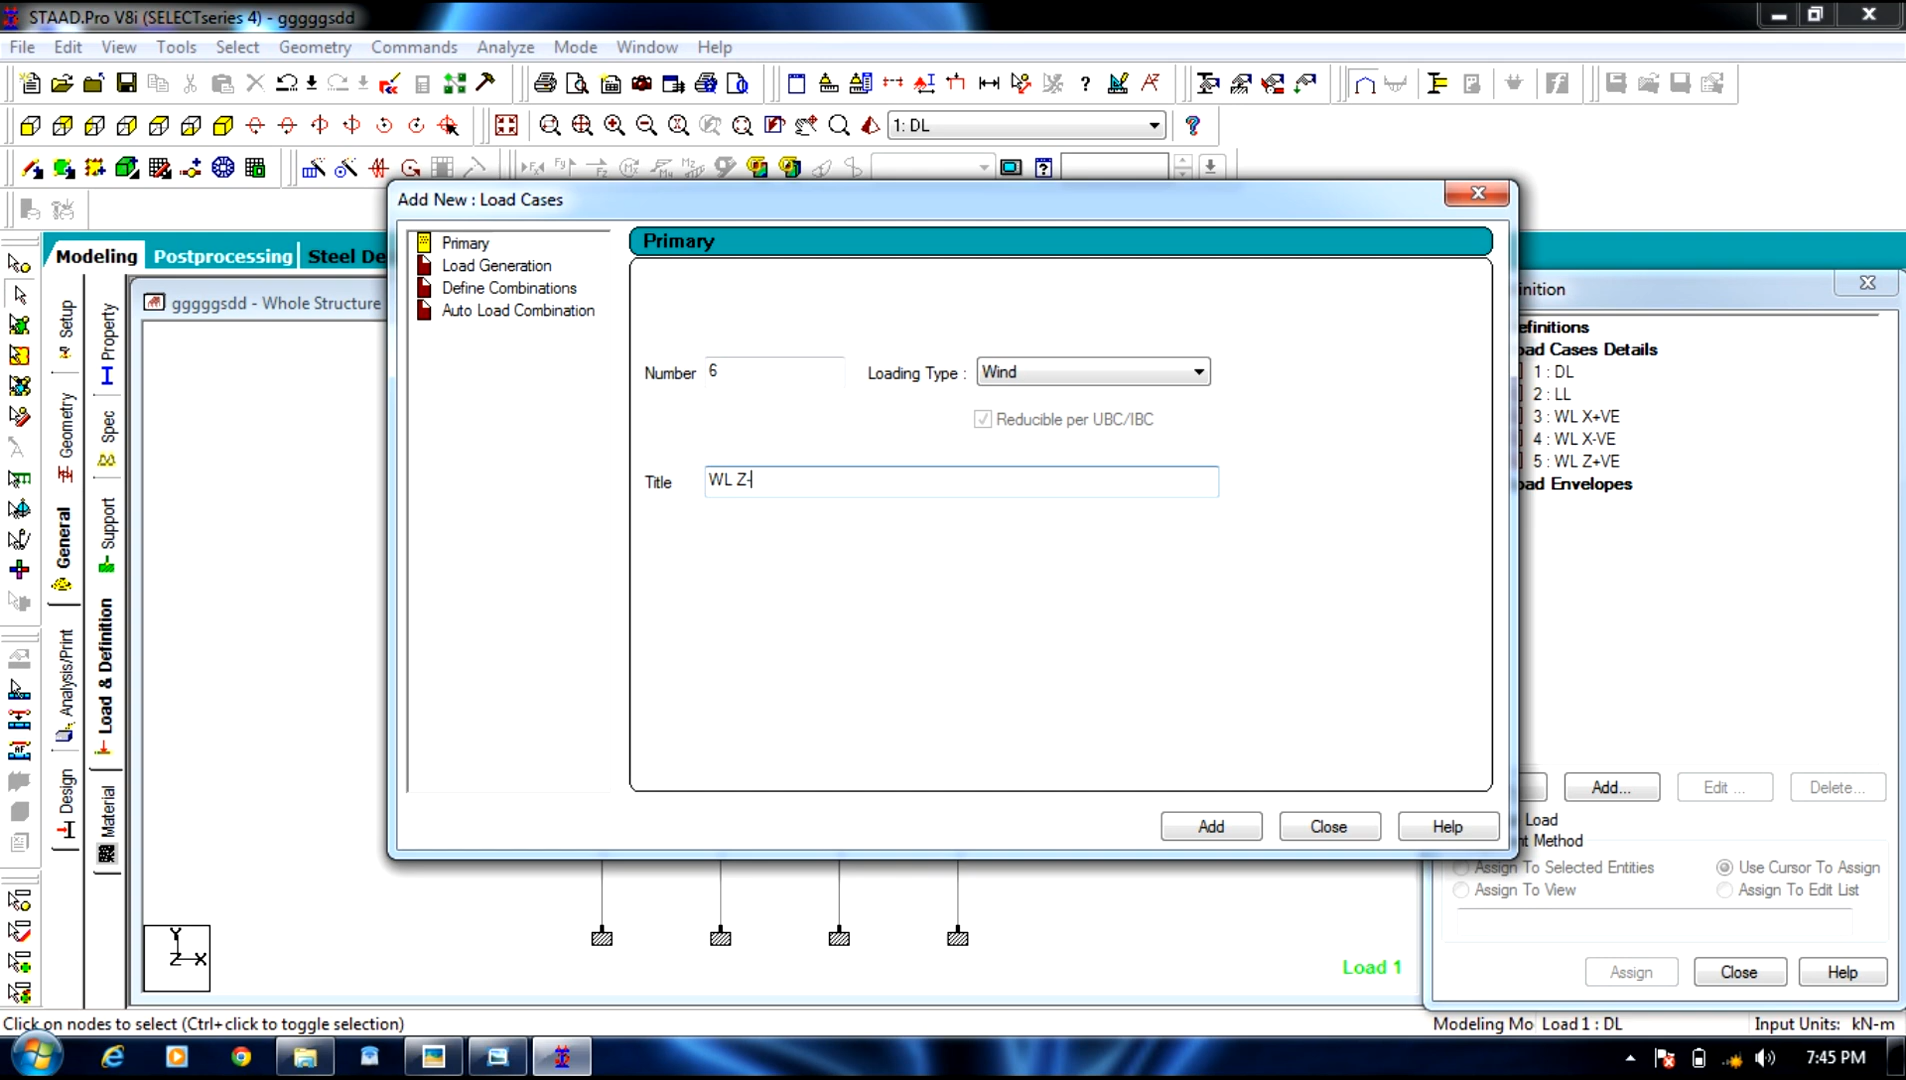 STAAD.Pro V8i (SELECTseries 4) - gggggsdd
File Edit View Tools Select Geometry Commands Analyze Mode Window Help
1: DL
Add New : Load Cases
Primary
Load Generation
Define Combinations
Auto Load Combination
Primary
Number 6 Loading Type : Wind
Reducible per UBC/IBC
Title WL Z-
Add Close Help
Modeling Postprocessing Steel De
gggggsdd - Whole Structure
Setup
Geometry
General
Analysis/Print
Design
Property
Spec
Support
Load & Definition
Material
inition
efinitions
oad Cases Details
1 : DL
2 : LL
3 : WL X+VE
4 : WL X-VE
5 : WL Z+VE
oad Envelopes
Add... Edit ... Delete...
Load
nt Method
Assign To Selected Entities Use Cursor To Assign
Assign To View Assign To Edit List
Assign Close Help
Y
Z X
Load 1
Click on nodes to select (Ctrl+click to toggle selection) Modeling Mo Load 1 : DL Input Units: kN-m
7:45 PM